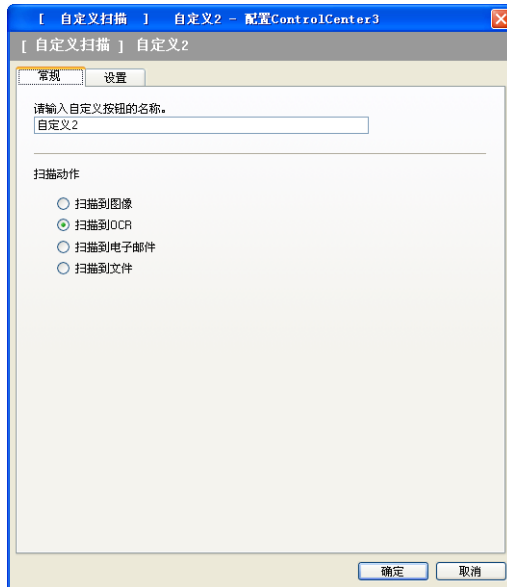 [ 自定义扫描 ] 自定义2 - 配置ControlCenter3
[ 自定义扫描 ] 自定义2
常规 设置
请输入自定义按钮的名称。
自定义2
扫描动作
扫描到图像
扫描到OCR
扫描到电子邮件
扫描到文件
确定 取消